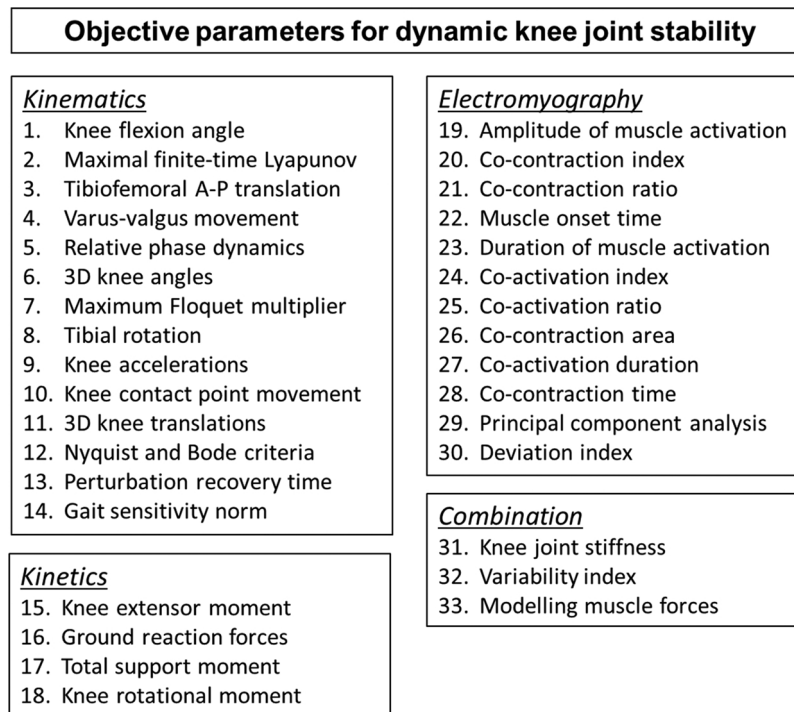 Objective parameters for dynamic knee joint stability
Kinematics
1. Knee flexion angle
2. Maximal finite-time Lyapunov
3. Tibiofemoral A-P translation
4. Varus-valgus movement
5. Relative phase dynamics
6. 3D knee angles
7. Maximum Floquet multiplier
8. Tibial rotation
9. Knee accelerations
10. Knee contact point movement
11. 3D knee translations
12. Nyquist and Bode criteria
13. Perturbation recovery time
14. Gait sensitivity norm
Kinetics
15. Knee extensor moment
16. Ground reaction forces
17. Total support moment
18. Knee rotational moment
Electromyography
19. Amplitude of muscle activation
20. Co-contraction index
21. Co-contraction ratio
22. Muscle onset time
23. Duration of muscle activation
24. Co-activation index
25. Co-activation ratio
26. Co-contraction area
27. Co-activation duration
28. Co-contraction time
29. Principal component analysis
30. Deviation index
Combination
31. Knee joint stiffness
32. Variability index
33. Modelling muscle forces